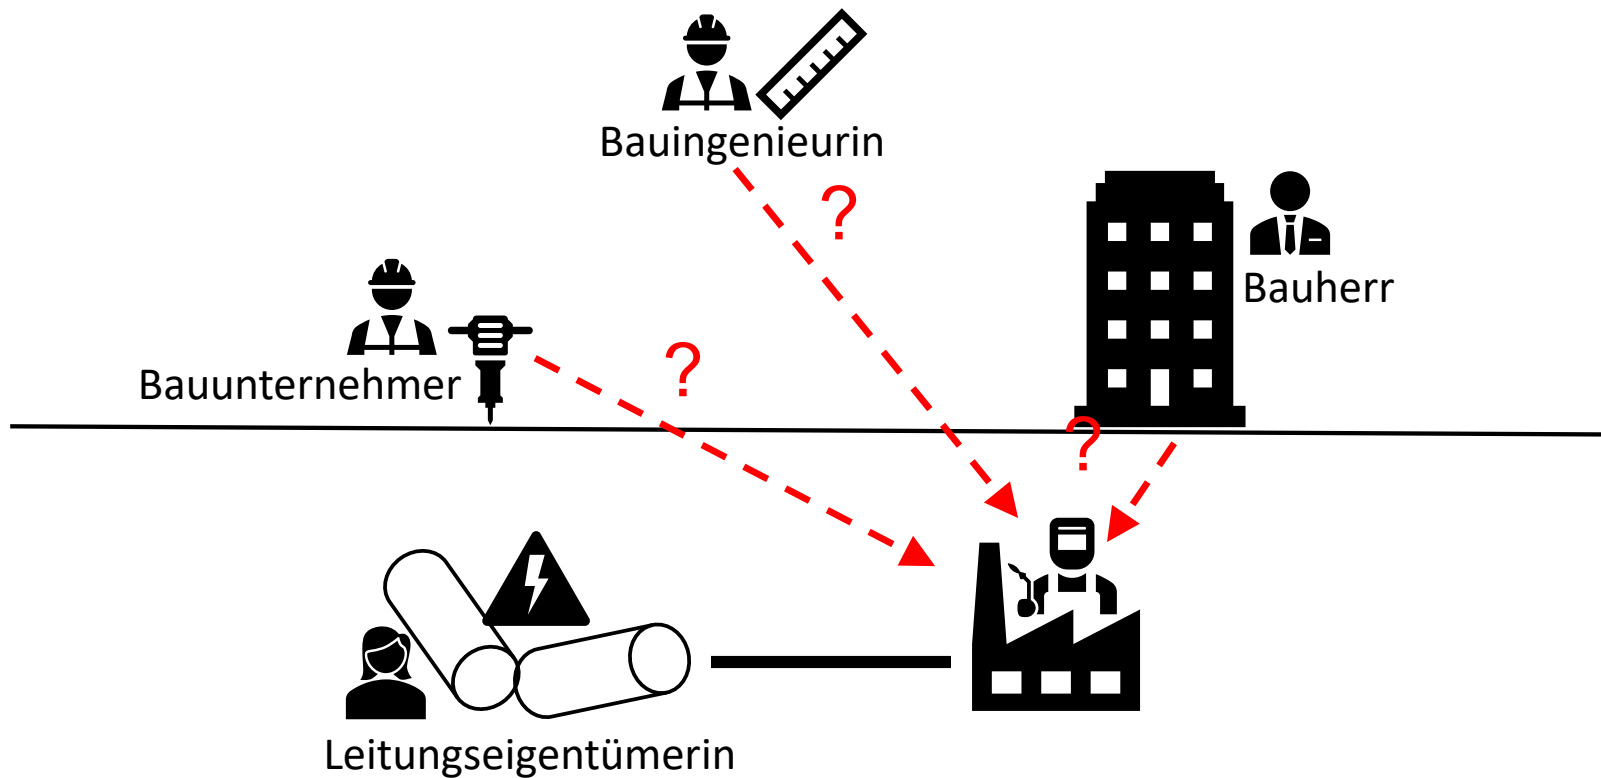 Bauingenieurin
?
Bauherr
?
Bauunternehmer
?
Leitungseigentümerin